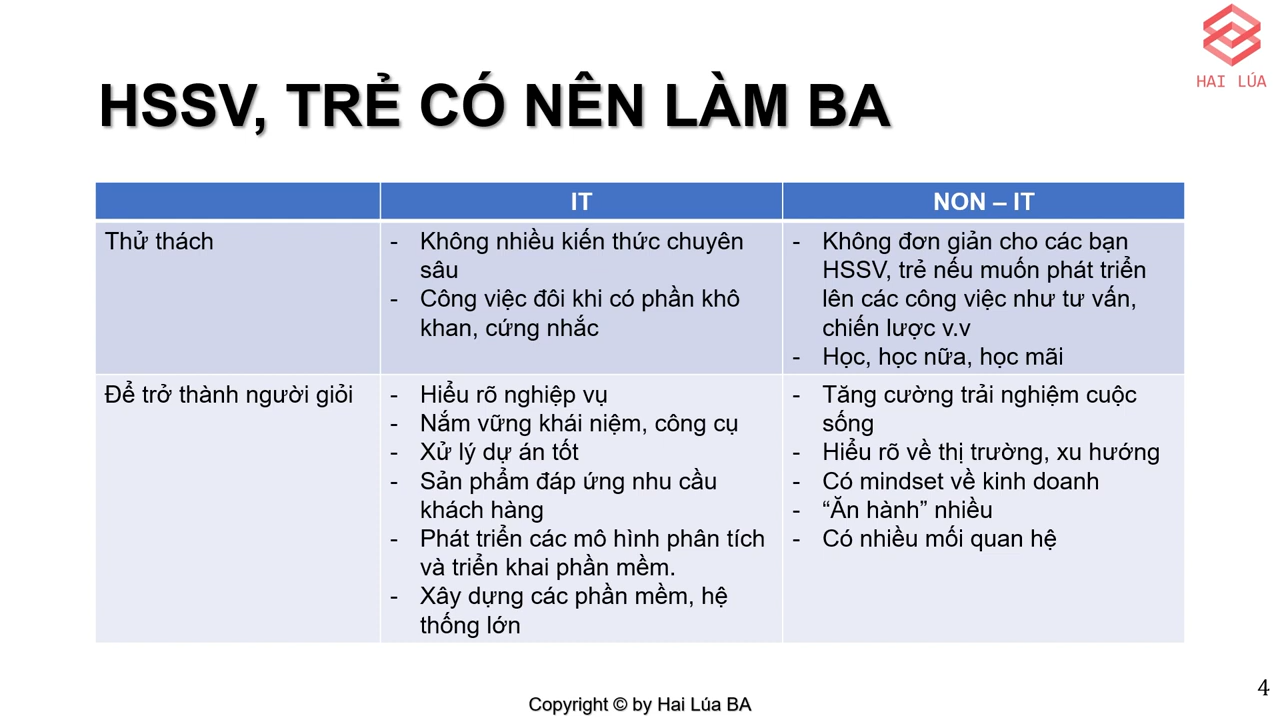 HAI LÚA
HSSV, TRẺ CÓ NÊN LÀM BA
IT
NON – IT
Thử thách
- Không nhiều kiến thức chuyên
sâu
- Công việc đôi khi có phần khô
khan, cứng nhắc
- Không đơn giản cho các bạn
HSSV, trẻ nếu muốn phát triển
lên các công việc như tư vấn,
chiến lược v.v
- Học, học nữa, học mãi
Để trở thành người giỏi
- Hiểu rõ nghiệp vụ
- Nắm vững khái niệm, công cụ
- Xử lý dự án tốt
- Sản phẩm đáp ứng nhu cầu
khách hàng
- Phát triển các mô hình phân tích
và triển khai phần mềm.
- Xây dựng các phần mềm, hệ
thống lớn
- Tăng cường trải nghiệm cuộc
sống
- Hiểu rõ về thị trường, xu hướng
- Có mindset về kinh doanh
- “Ăn hành” nhiều
- Có nhiều mối quan hệ
Copyright © by Hai Lúa BA
4